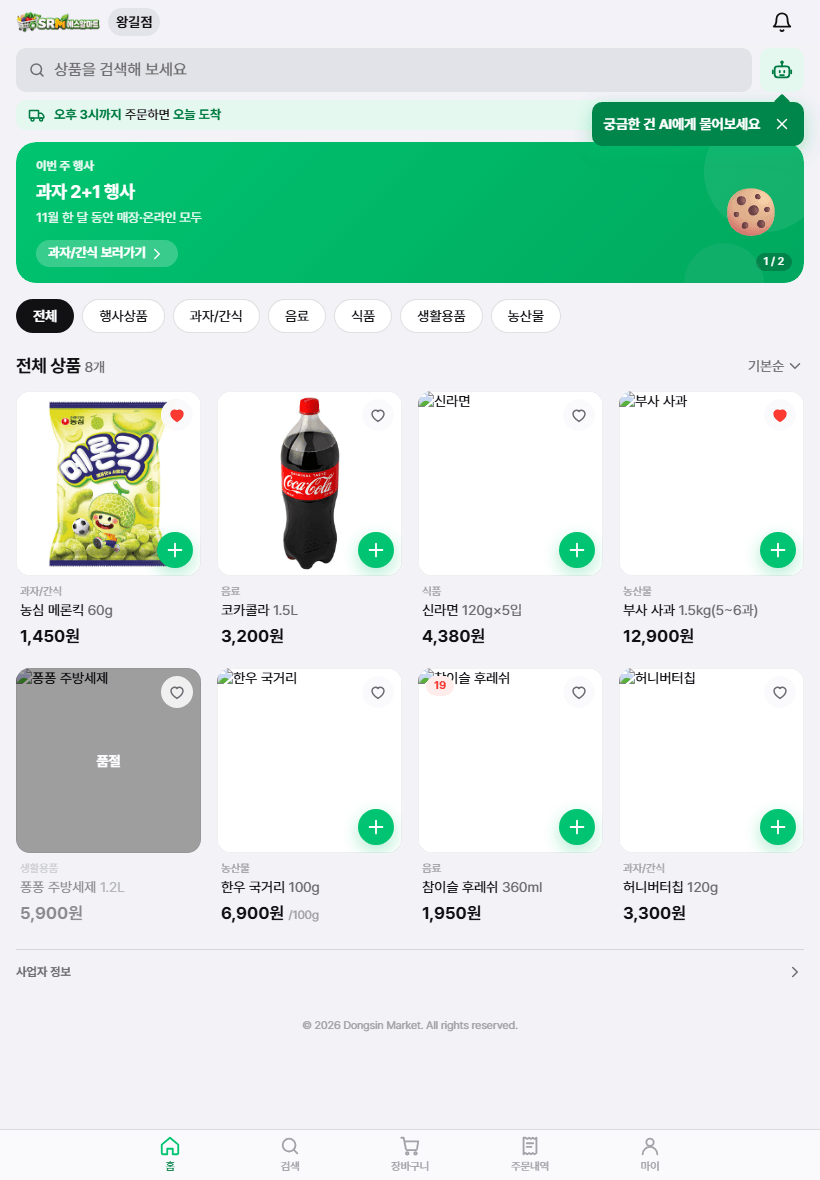 SRM 에스알마트
왕길점
상품을 검색해 보세요
오후 3시까지 주문하면 오늘 도착
궁금한 건 AI에게 물어보세요
이번 주 행사
과자 2+1 행사
11월 한 달 동안 매장·온라인 모두
과자/간식 보러가기
1 / 2
전체
행사상품
과자/간식
음료
식품
생활용품
농산물
전체 상품 8개
기본순
농심
메론킥
Coca-Cola
신라면
부사 사과
과자/간식
농심 메론킥 60g
1,450원
음료
코카콜라 1.5L
3,200원
식품
신라면 120g×5입
4,380원
농산물
부사 사과 1.5kg(5~6과)
12,900원
퐁퐁 주방세제
품절
한우 국거리
참이슬 후레쉬
19
허니버터칩
생활용품
퐁퐁 주방세제 1.2L
5,900원
농산물
한우 국거리 100g
6,900원 /100g
음료
참이슬 후레쉬 360ml
1,950원
과자/간식
허니버터칩 120g
3,300원
사업자 정보
© 2026 Dongsin Market. All rights reserved.
홈
검색
장바구니
주문내역
마이